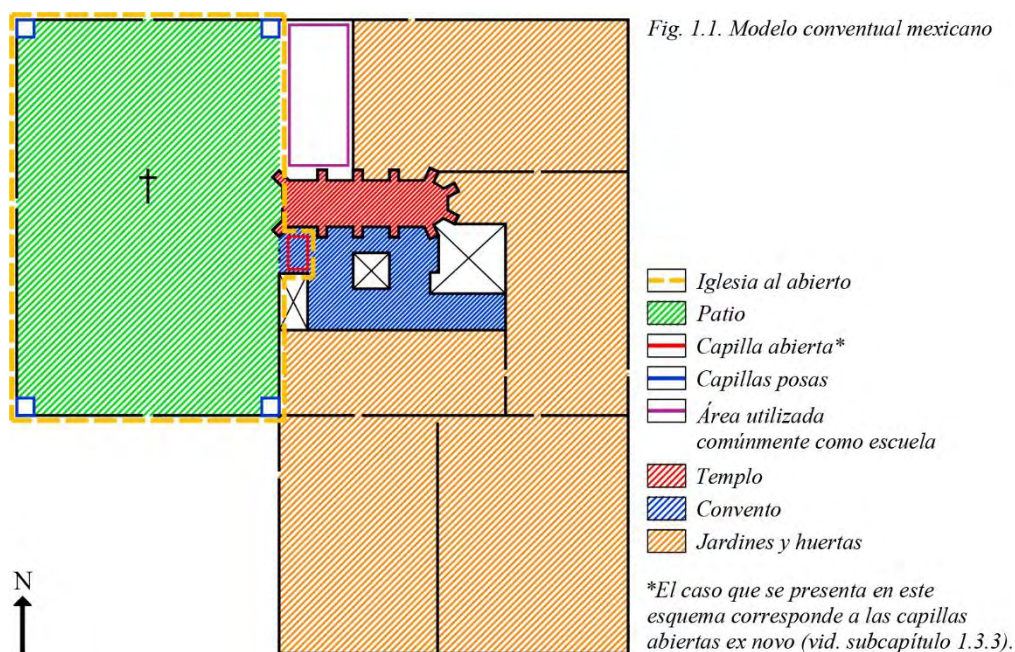 Fig. 1.1. Modelo conventual mexicano
Iglesia al abierto
Patio
Capilla abierta*
Capillas posas
Área utilizada
comúnmente como escuela
Templo
Convento
Jardines y huertas
N
*El caso que se presenta en este
esquema corresponde a las capillas
abiertas ex novo (vid. subcapítulo 1.3.3).